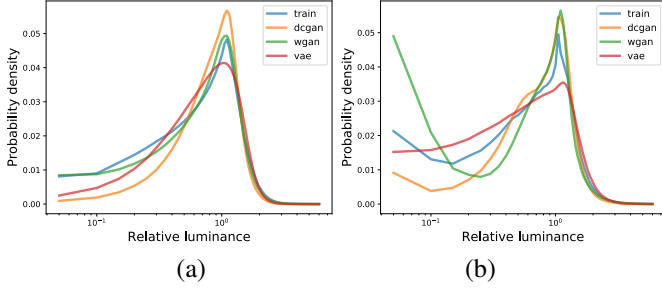 train
dcgan
wgan
vae
Probability density
0.05
0.04
0.03
0.02
0.01
0.00
10⁻¹
10⁰
Relative luminance
(a)
train
dcgan
wgan
vae
Probability density
0.05
0.04
0.03
0.02
0.01
0.00
10⁻¹
10⁰
Relative luminance
(b)